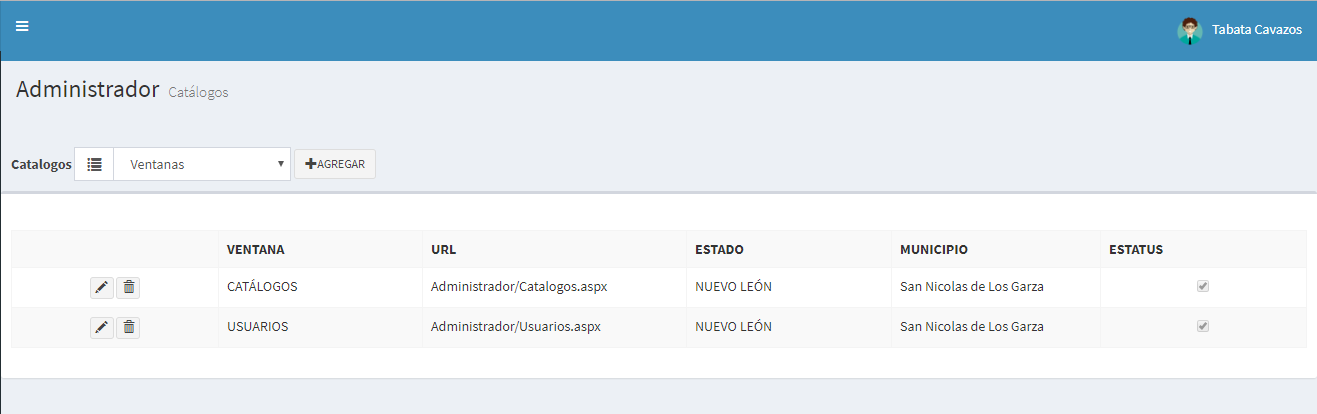 Tabata Cavazos
Administrador Catálogos
Catalogos Ventanas AGREGAR
VENTANA URL ESTADO MUNICIPIO ESTATUS
CATÁLOGOS Administrador/Catalogos.aspx NUEVO LEÓN San Nicolas de Los Garza
USUARIOS Administrador/Usuarios.aspx NUEVO LEÓN San Nicolas de Los Garza